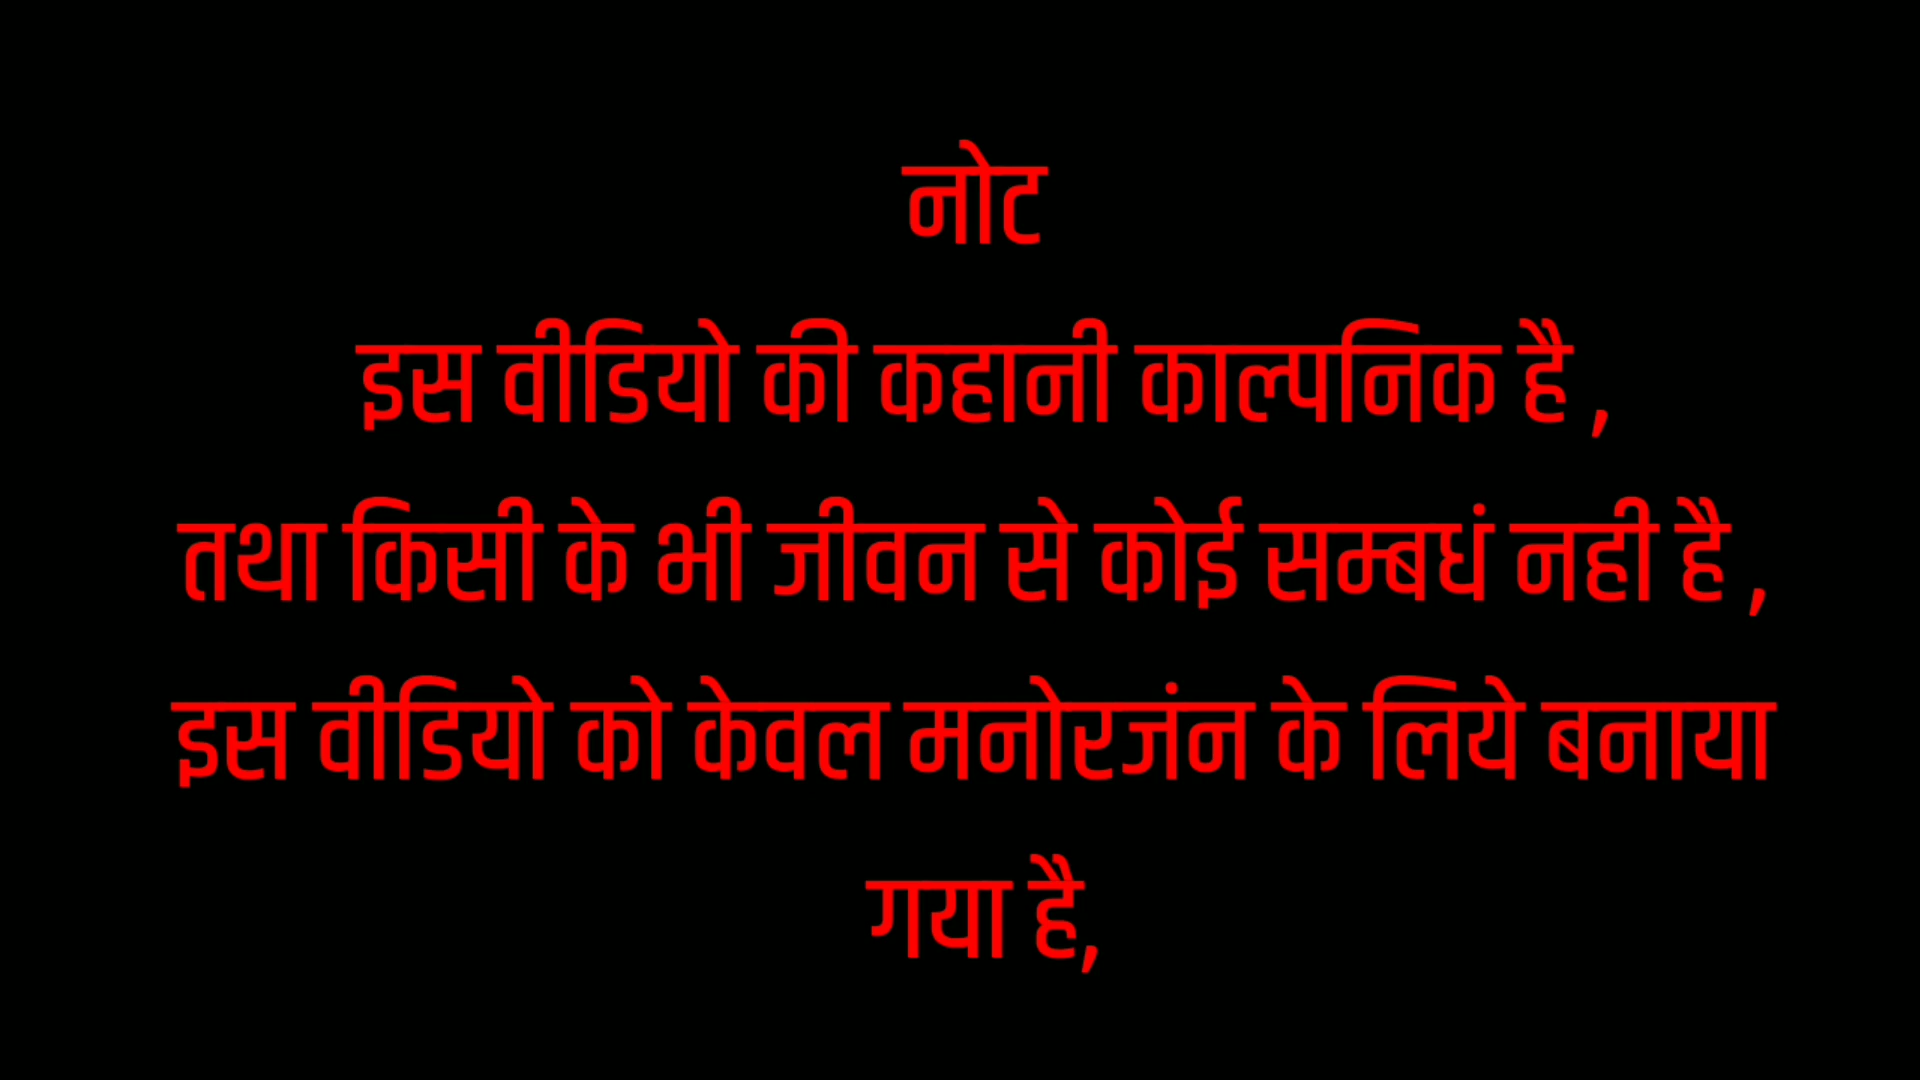 नोट
इस वीडियो की कहानी काल्पनिक है ,
तथा किसी के भी जीवन से कोई सम्बधं नही है ,
इस वीडियो को केवल मनोरजंन के लिये बनाया
गया है,